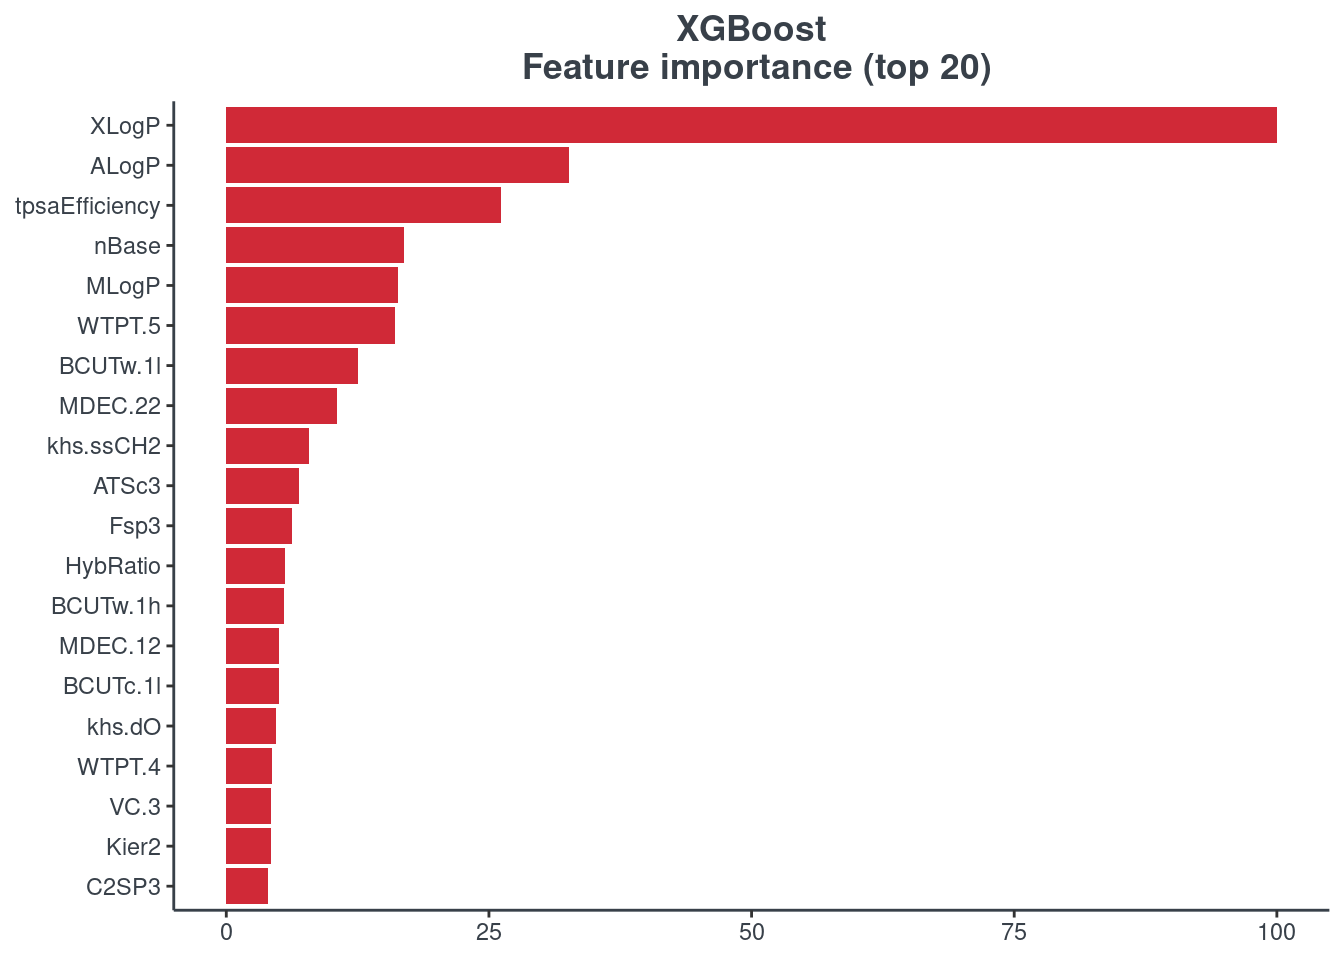 XGBoost
Feature importance (top 20)
XLogP
ALogP
tpsaEfficiency
nBase
MLogP
WTPT.5
BCUTw.1l
MDEC.22
khs.ssCH2
ATSc3
Fsp3
HybRatio
BCUTw.1h
MDEC.12
BCUTc.1l
khs.dO
WTPT.4
VC.3
Kier2
C2SP3
0 25 50 75 100